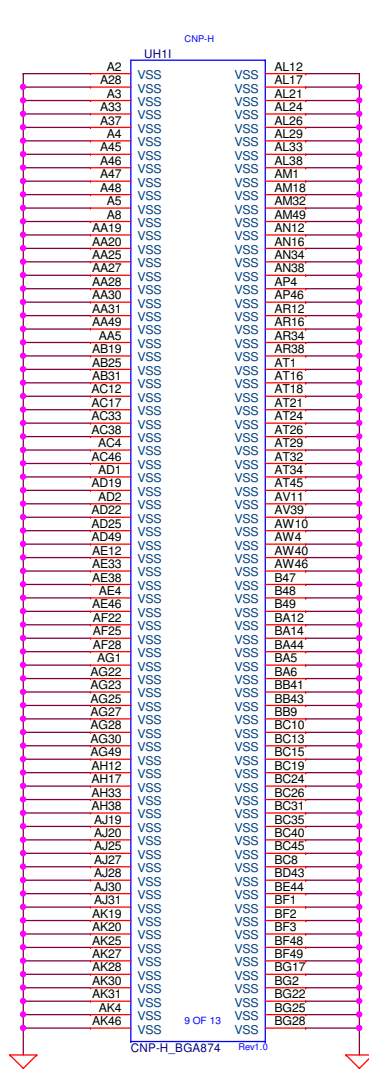 CNP-H
UH1I
A2 VSS VSS AL12
A28 VSS VSS AL17
A3 VSS VSS AL21
A33 VSS VSS AL24
A37 VSS VSS AL26
A4 VSS VSS AL29
A45 VSS VSS AL33
A46 VSS VSS AL38
A47 VSS VSS AM1
A48 VSS VSS AM18
A5 VSS VSS AM32
A8 VSS VSS AM49
AA19 VSS VSS AN12
AA20 VSS VSS AN16
AA25 VSS VSS AN34
AA27 VSS VSS AN38
AA28 VSS VSS AP4
AA30 VSS VSS AP46
AA31 VSS VSS AR12
AA49 VSS VSS AR16
AA5 VSS VSS AR34
AB19 VSS VSS AR38
AB25 VSS VSS AT1
AB31 VSS VSS AT16
AC12 VSS VSS AT18
AC17 VSS VSS AT21
AC33 VSS VSS AT24
AC38 VSS VSS AT26
AC4 VSS VSS AT29
AC46 VSS VSS AT32
AD1 VSS VSS AT34
AD19 VSS VSS AT45
AD2 VSS VSS AV11
AD22 VSS VSS AV39
AD25 VSS VSS AW10
AD49 VSS VSS AW4
AE12 VSS VSS AW40
AE33 VSS VSS AW46
AE38 VSS VSS B47
AE4 VSS VSS B48
AE46 VSS VSS B49
AF22 VSS VSS BA12
AF25 VSS VSS BA14
AF28 VSS VSS BA44
AG1 VSS VSS BA5
AG22 VSS VSS BA6
AG23 VSS VSS BB41
AG25 VSS VSS BB43
AG27 VSS VSS BB9
AG28 VSS VSS BC10
AG30 VSS VSS BC13
AG49 VSS VSS BC15
AH12 VSS VSS BC19
AH17 VSS VSS BC24
AH33 VSS VSS BC26
AH38 VSS VSS BC31
AJ19 VSS VSS BC35
AJ20 VSS VSS BC40
AJ25 VSS VSS BC45
AJ27 VSS VSS BC8
AJ28 VSS VSS BD43
AJ30 VSS VSS BE44
AJ31 VSS VSS BF1
AK19 VSS VSS BF2
AK20 VSS VSS BF3
AK25 VSS VSS BF48
AK27 VSS VSS BF49
AK28 VSS VSS BG17
AK30 VSS VSS BG2
AK31 VSS VSS BG22
AK4 VSS VSS BG25
AK46 VSS 9 OF 13 VSS BG28
CNP-H_BGA874 Rev1.0